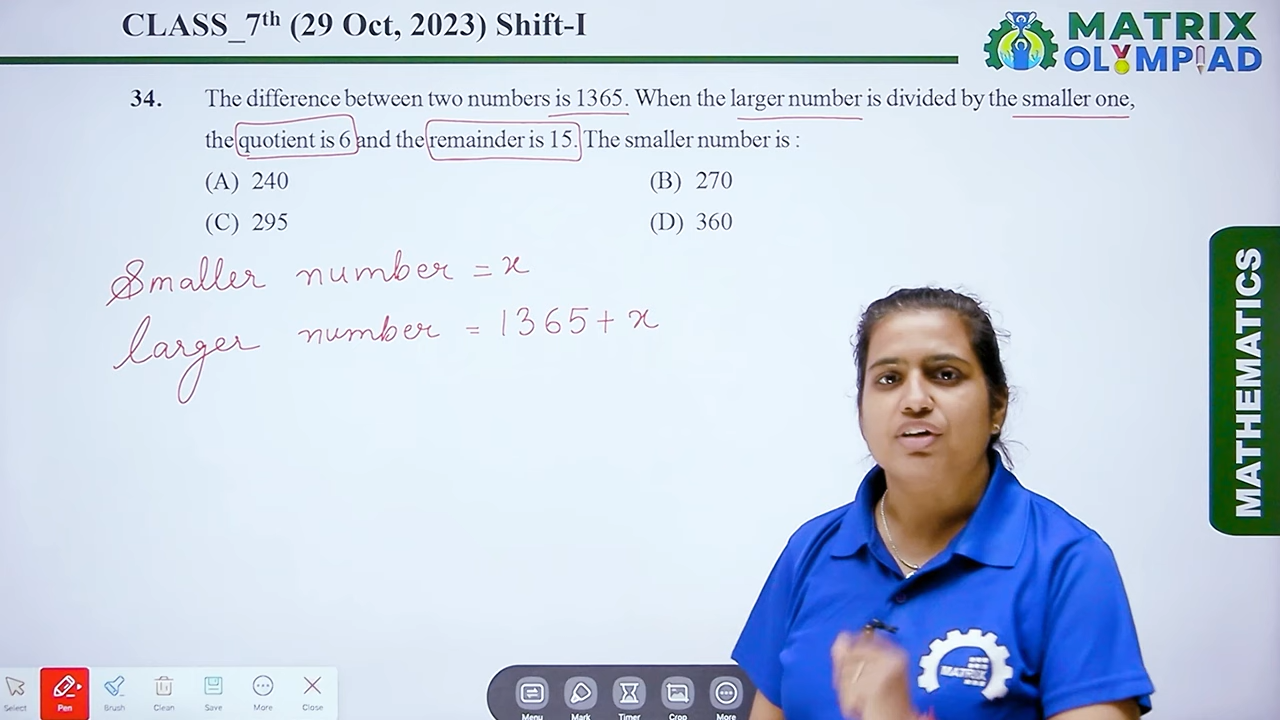 CLASS_7th (29 Oct, 2023) Shift-I
MATRIX
OLYMPIAD
34. The difference between two numbers is 1365. When the larger number is divided by the smaller one,
the quotient is 6 and the remainder is 15. The smaller number is :
(A) 240 (B) 270
(C) 295 (D) 360
Smaller number = x
larger number = 1365 + x
MATHEMATICS
MATRIX
Select Pen Brush Clean Save More Close
Menu Mark Timer Crop More